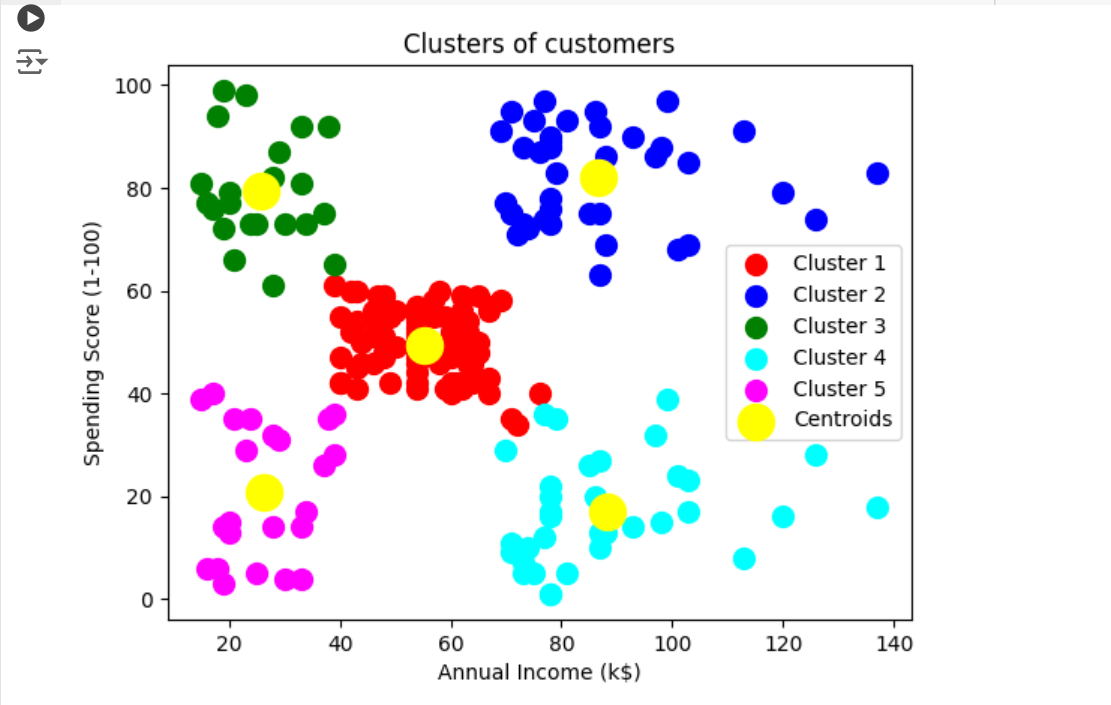 Clusters of customers
100
80
60
40
20
0
Spending Score (1-100)
Cluster 1
Cluster 2
Cluster 3
Cluster 4
Cluster 5
Centroids
20 40 60 80 100 120 140
Annual Income (k$)